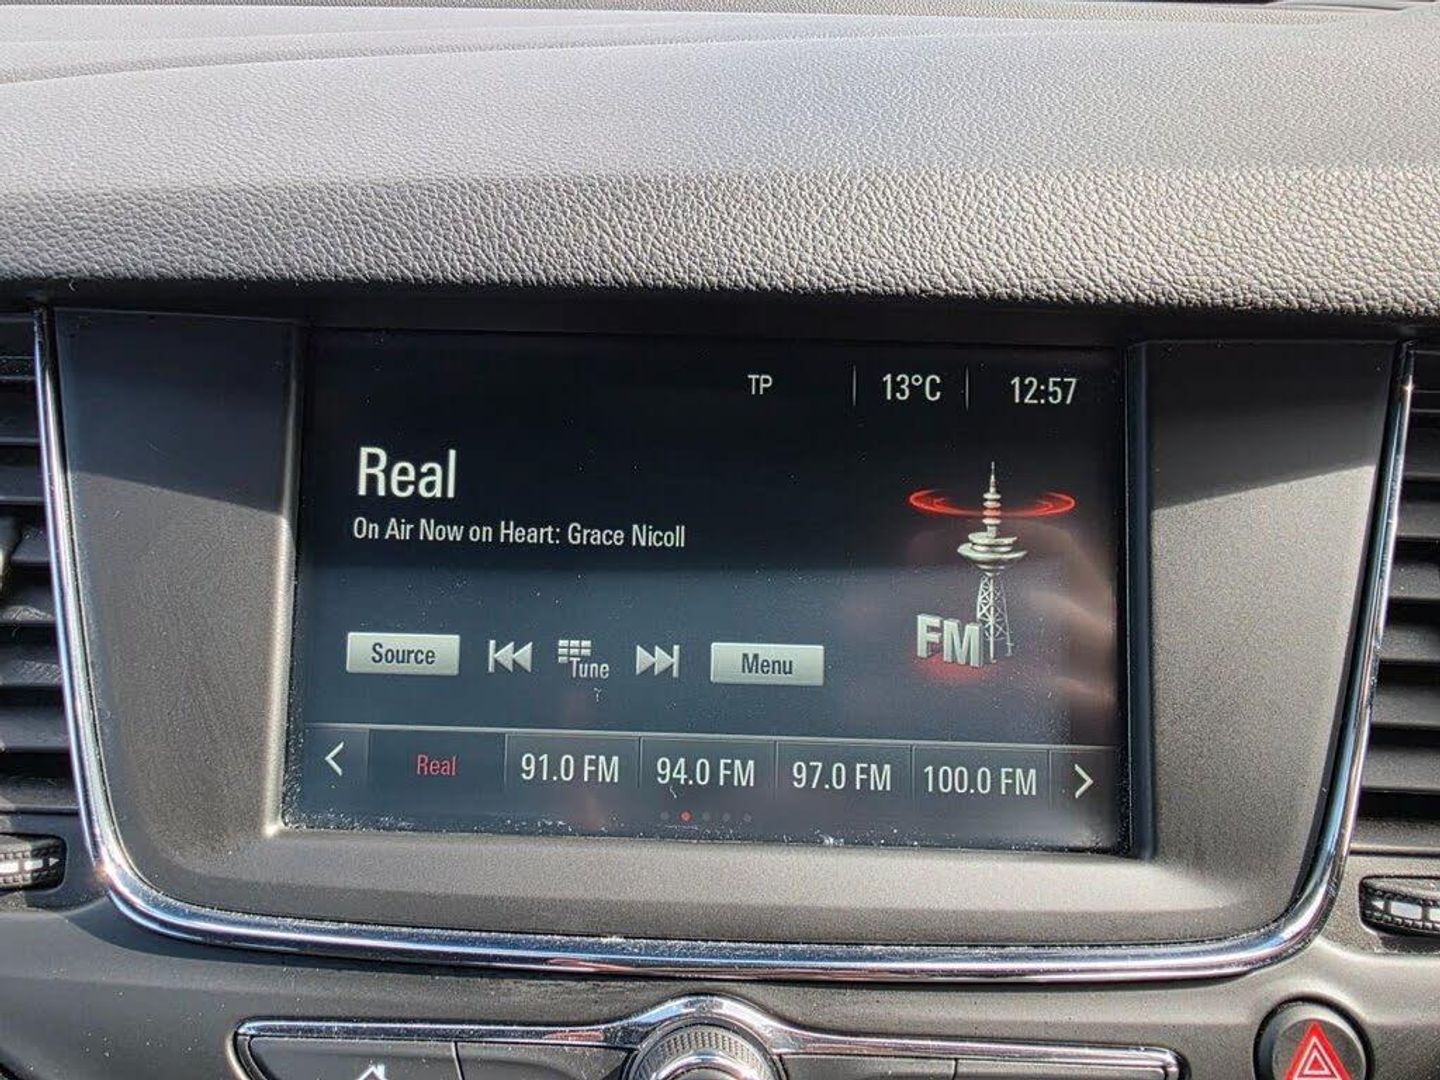 TP 13°C 12:57
Real
On Air Now on Heart: Grace Nicoll
FM
Source Tune Menu
Real 91.0 FM 94.0 FM 97.0 FM 100.0 FM